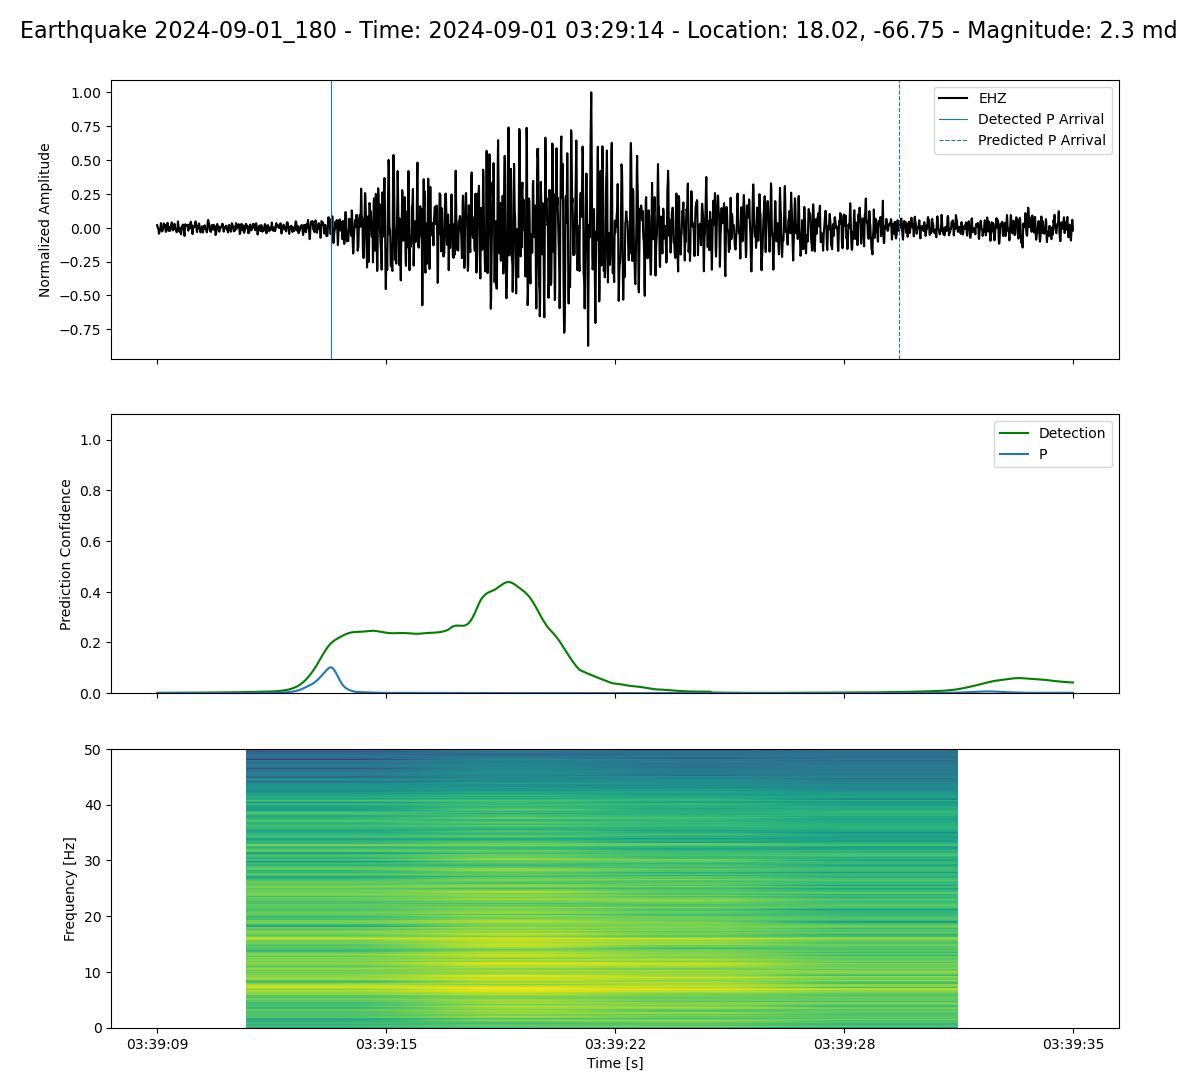 Earthquake 2024-09-01_180 - Time: 2024-09-01 03:29:14 - Location: 18.02, -66.75 - Magnitude: 2.3 md
Normalized Amplitude
1.00
0.75
0.50
0.25
0.00
−0.25
−0.50
−0.75
EHZ
Detected P Arrival
Predicted P Arrival
Prediction Confidence
1.0
0.8
0.6
0.4
0.2
0.0
Detection
P
Frequency [Hz]
50
40
30
20
10
0
03:39:09 03:39:15 03:39:22 03:39:28 03:39:35
Time [s]